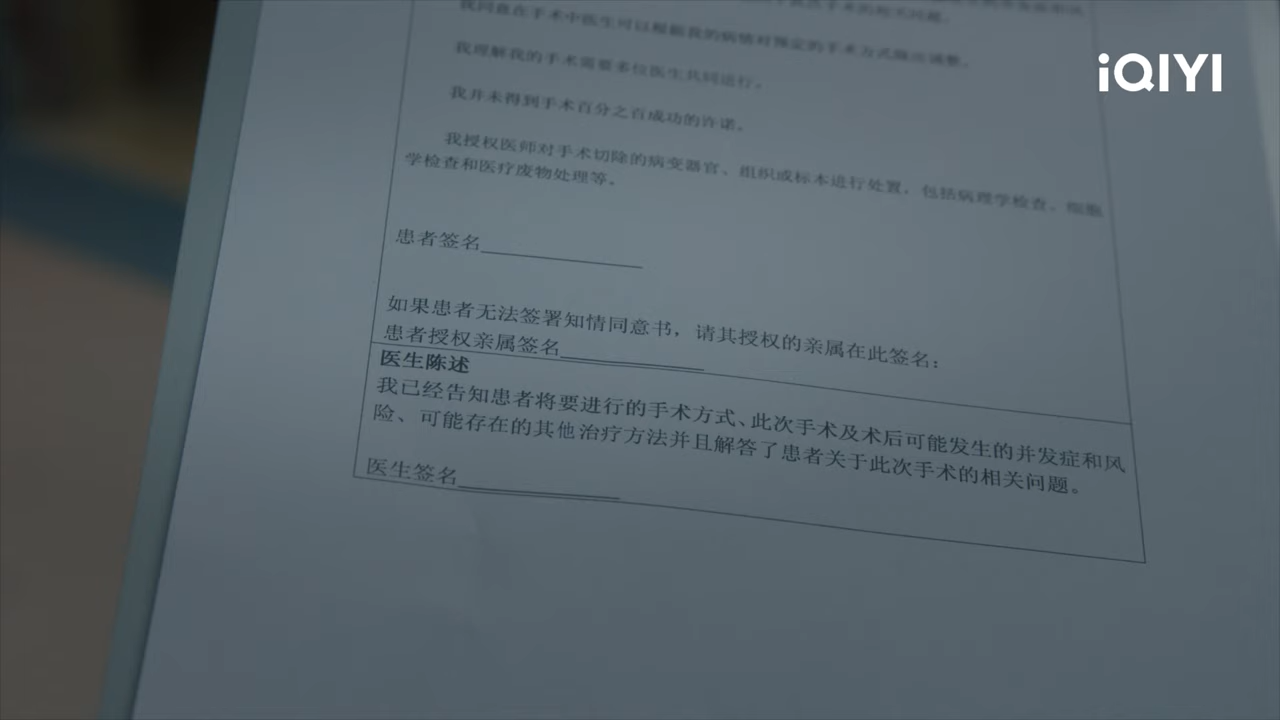 iQIYI
我同意在手术中医生可以根据我的病情对预定的手术方式做出调整。
我理解我的手术需要多位医生共同进行。
我并未得到手术百分之百成功的许诺。
我授权医师对手术切除的病变器官、组织或标本进行处置，包括病理学检查、细胞
学检查和医疗废物处理等。
患者签名
如果患者无法签署知情同意书，请其授权的亲属在此签名：
患者授权亲属签名
医生陈述
我已经告知患者将要进行的手术方式、此次手术及术后可能发生的并发症和风
险、可能存在的其他治疗方法并且解答了患者关于此次手术的相关问题。
医生签名